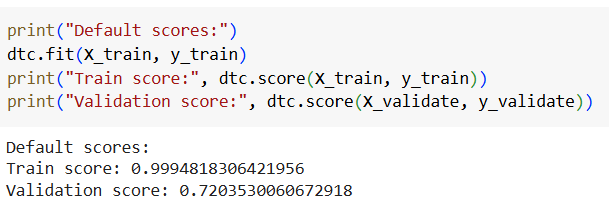 print("Default scores:")
dtc.fit(X_train, y_train)
print("Train score:", dtc.score(X_train, y_train))
print("Validation score:", dtc.score(X_validate, y_validate))
Default scores:
Train score: 0.9994818306421956
Validation score: 0.7203530060672918